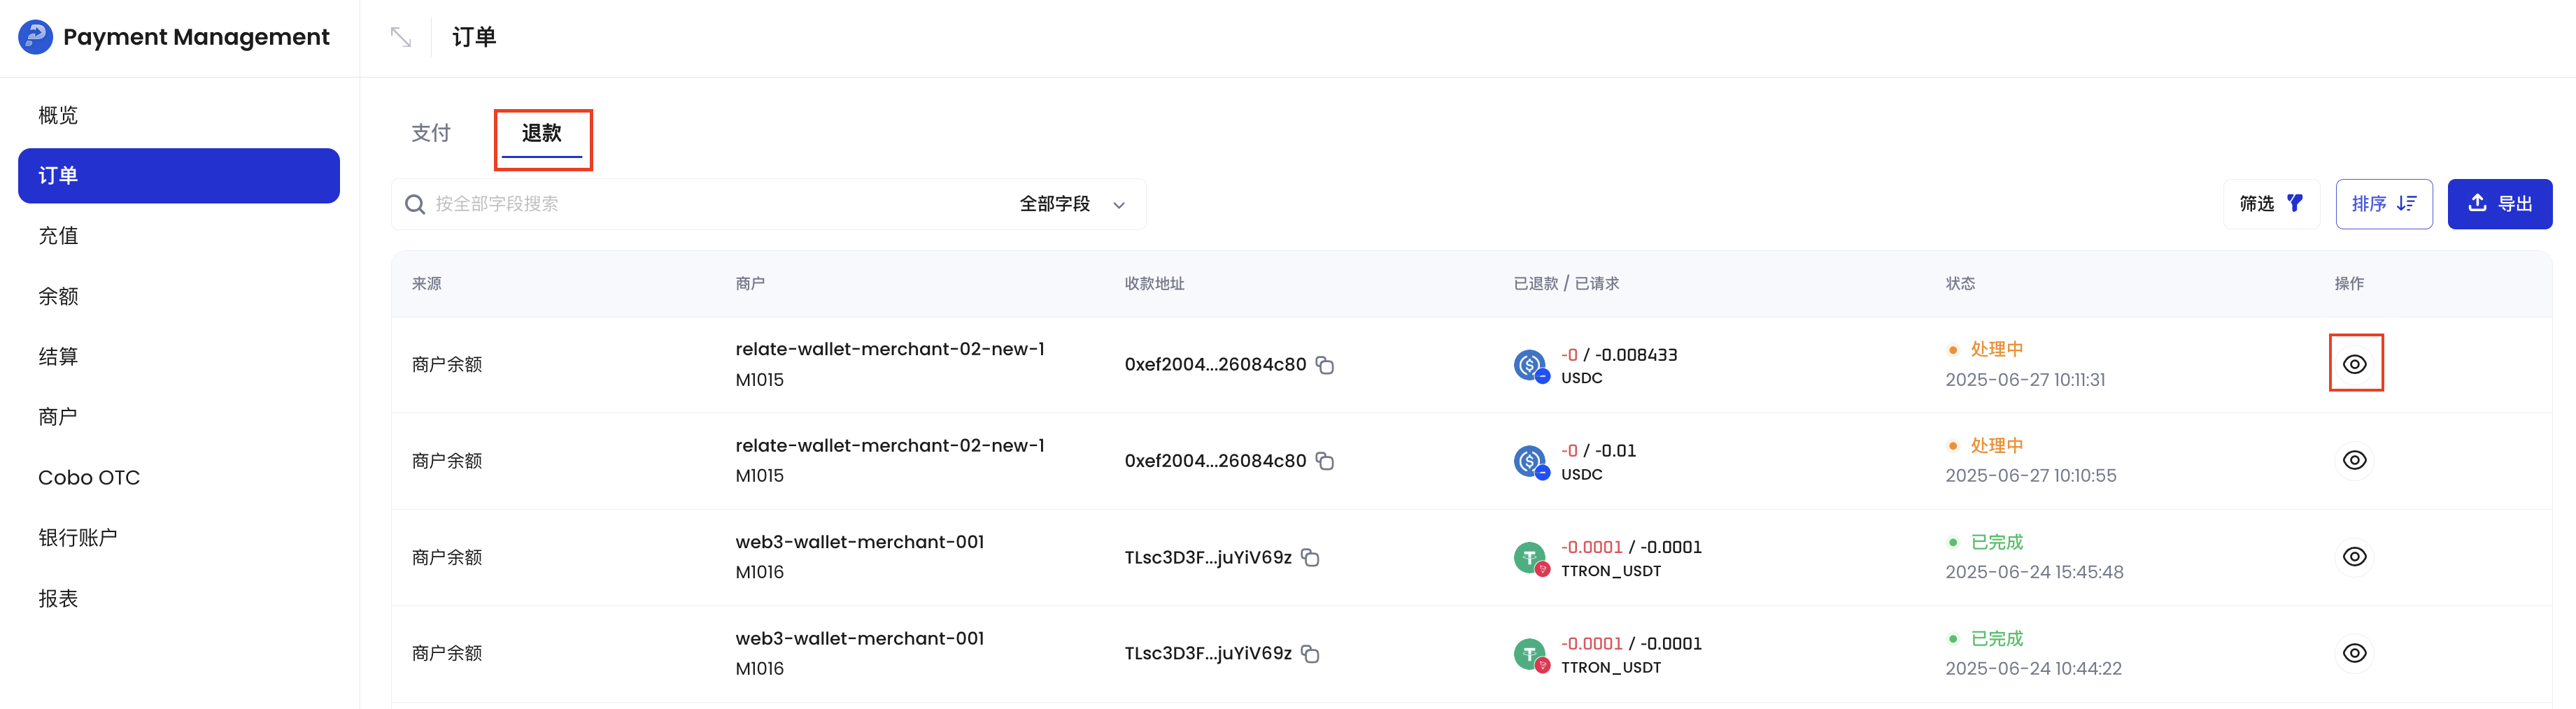 Payment Management
订单
概览
订单
充值
余额
结算
商户
Cobo OTC
银行账户
报表
支付
退款
按全部字段搜索
全部字段
筛选
排序
导出
来源 商户 收款地址 已退款 / 已请求 状态 操作
商户余额
relate-wallet-merchant-02-new-1
M1015
0xef2004...26084c80
-0 / -0.008433
USDC
处理中
2025-06-27 10:11:31
商户余额
relate-wallet-merchant-02-new-1
M1015
0xef2004...26084c80
-0 / -0.01
USDC
处理中
2025-06-27 10:10:55
商户余额
web3-wallet-merchant-001
M1016
TLsc3D3F...juYiV69z
-0.0001 / -0.0001
TTRON_USDT
已完成
2025-06-24 15:45:48
商户余额
web3-wallet-merchant-001
M1016
TLsc3D3F...juYiV69z
-0.0001 / -0.0001
TTRON_USDT
已完成
2025-06-24 10:44:22